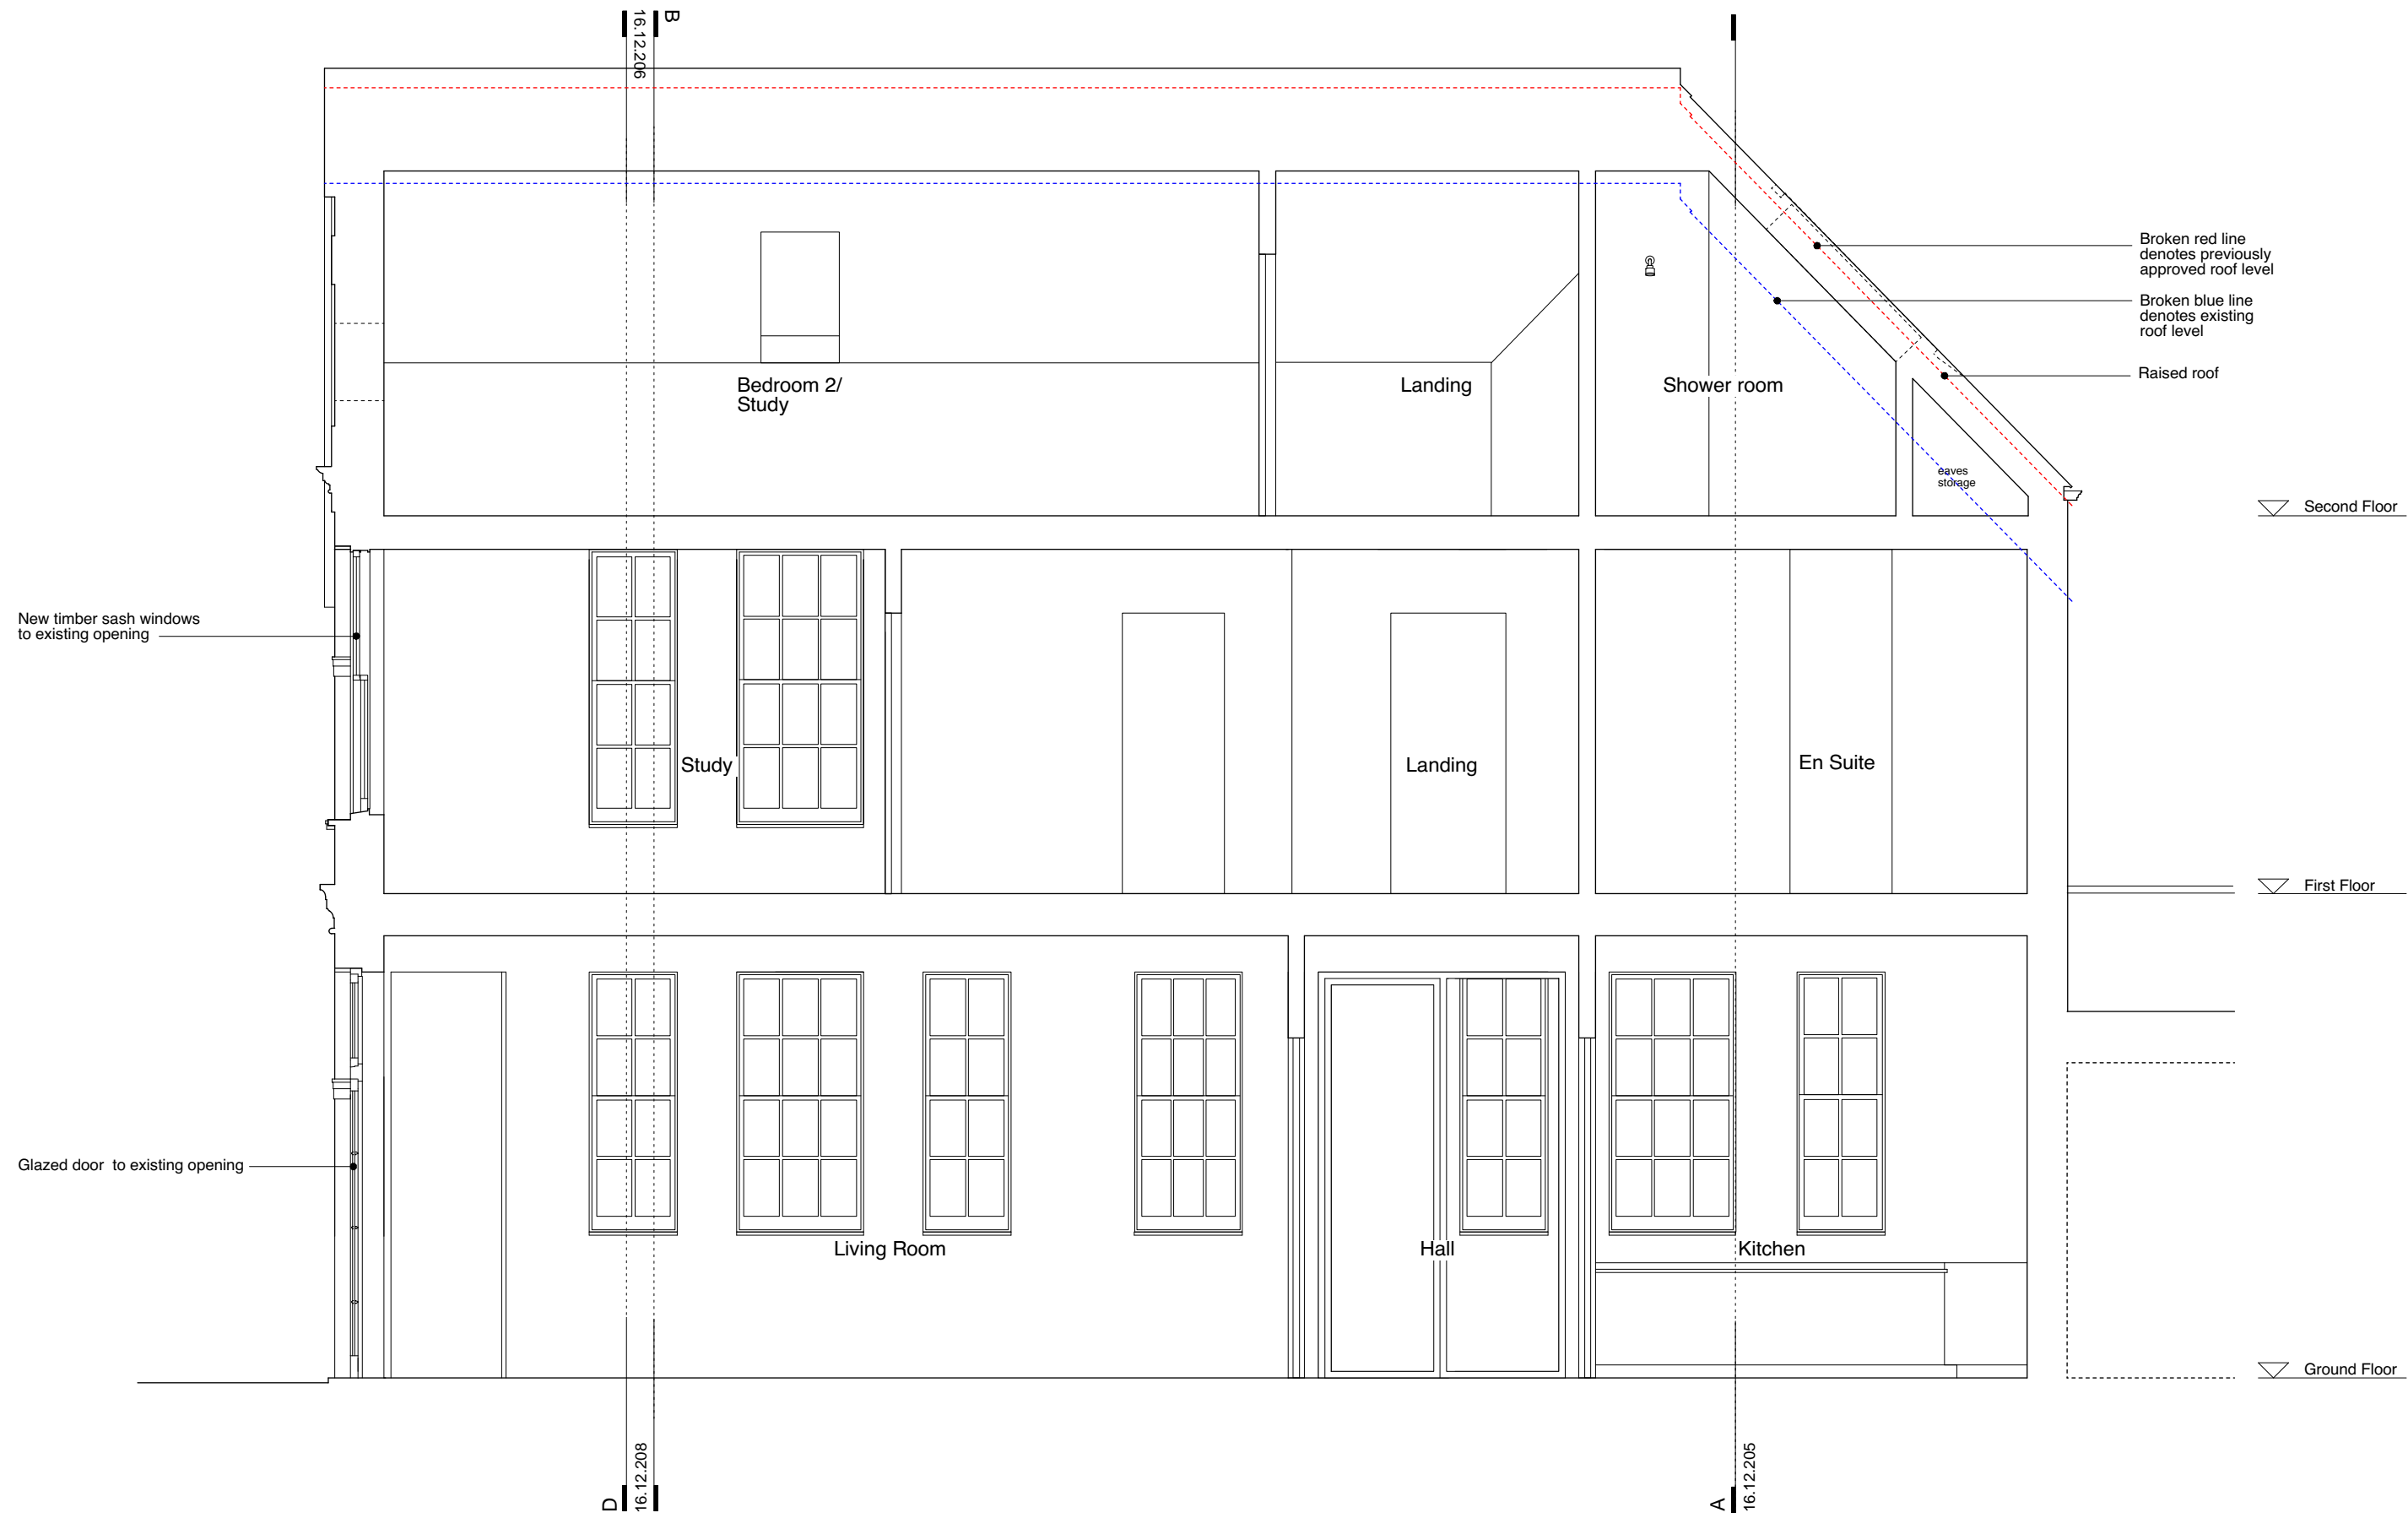 16.12.206
B
Broken red line
denotes previously
approved roof level
Broken blue line
denotes existing
roof level
Raised roof
Bedroom 2/
Study
Landing
Shower room
eaves
storage
Second Floor
New timber sash windows
to existing opening
Study
Landing
En Suite
First Floor
Glazed door to existing opening
Living Room
Hall
Kitchen
Ground Floor
D
16.12.208
A
16.12.205